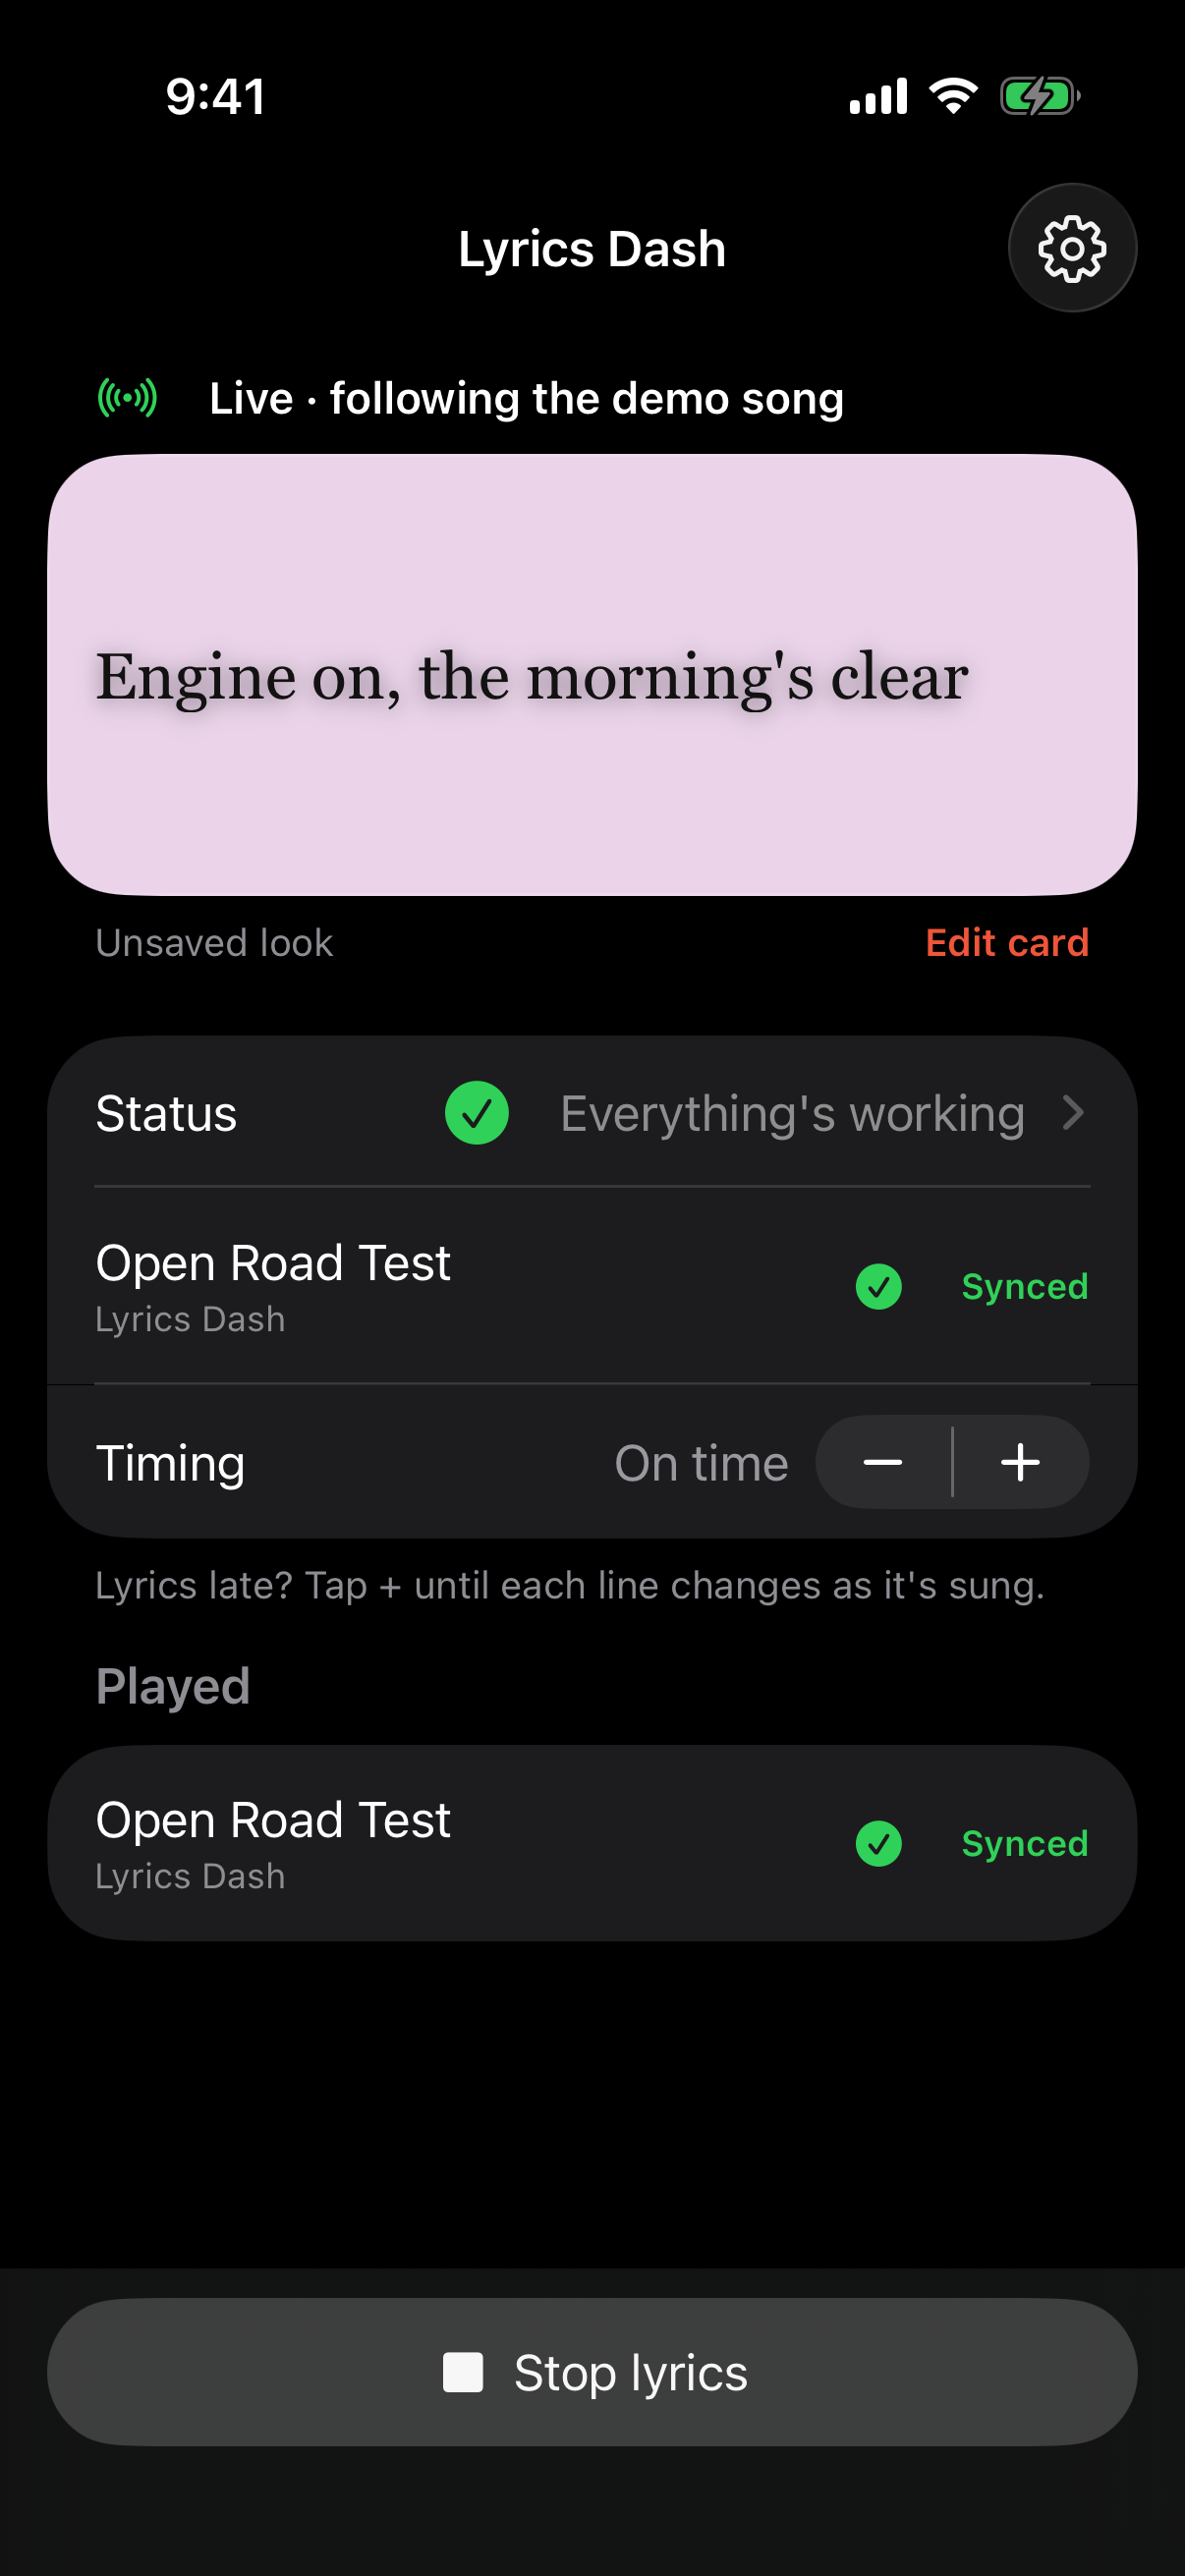 9:41
Lyrics Dash
Live · following the demo song
Engine on, the morning's clear
Unsaved look
Edit card
Status
Everything's working
Open Road Test
Lyrics Dash
Synced
Timing
On time
Lyrics late? Tap + until each line changes as it's sung.
Played
Open Road Test
Lyrics Dash
Synced
Stop lyrics